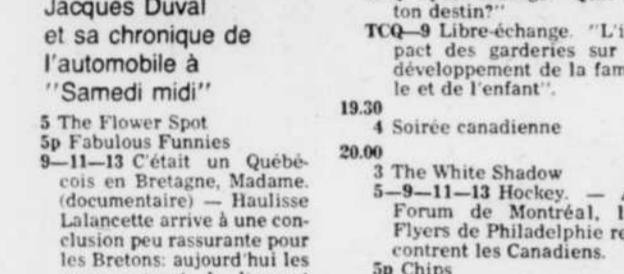 Jacques Duval
et sa chronique de
l'automobile à
"Samedi midi"
5 The Flower Spot
5p Fabulous Funnies
9—11—13 C'était un Québé-
cois en Bretagne, Madame.
(documentaire) — Haulisse
Lalancette arrive à une con-
clusion peu rassurante pour
les Bretons: aujourd'hui les
ton destin?"
TCQ—9 Libre-échange. "L'i
pact des garderies sur
développement de la fam
le et de l'enfant".
19.30
4 Soirée canadienne
20.00
3 The White Shadow
5—9—11—13 Hockey. —
Forum de Montréal, l
Flyers de Philadelphie re
contrent les Canadiens.
5p Chips